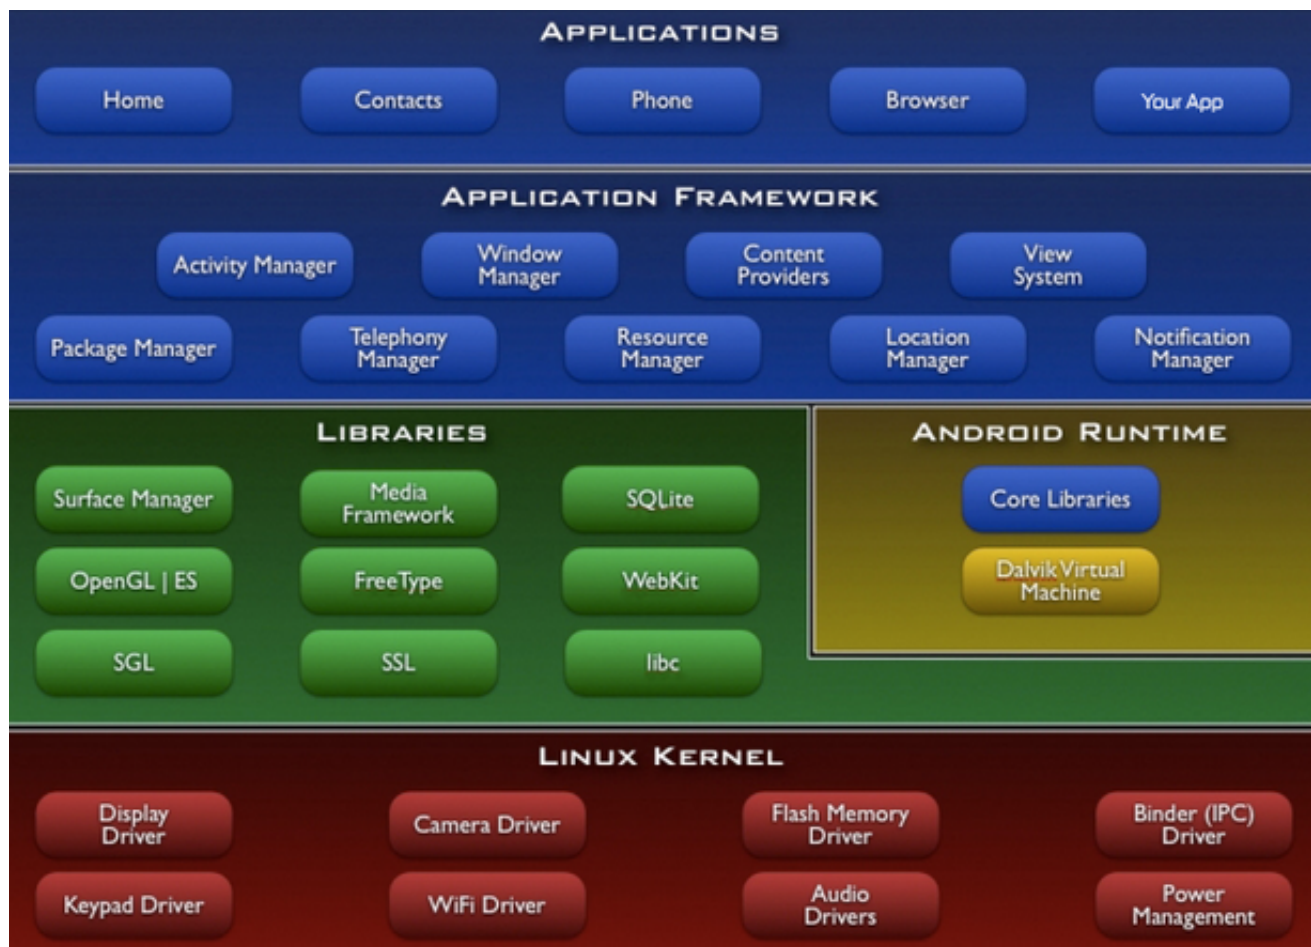 APPLICATIONS
Home
Contacts
Phone
Browser
Your App
APPLICATION FRAMEWORK
Activity Manager
Window
Manager
Content
Providers
View
System
Package Manager
Telephony
Manager
Resource
Manager
Location
Manager
Notification
Manager
LIBRARIES
Surface Manager
Media
Framework
SQLite
OpenGL | ES
FreeType
WebKit
SGL
SSL
libc
ANDROID RUNTIME
Core Libraries
Dalvik Virtual
Machine
LINUX KERNEL
Display
Driver
Camera Driver
Flash Memory
Driver
Binder (IPC)
Driver
Keypad Driver
WiFi Driver
Audio
Drivers
Power
Management